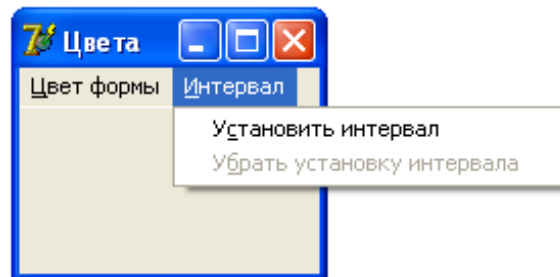 Цвета
Цвет формы Интервал
Установить интервал
Убрать установку интервала